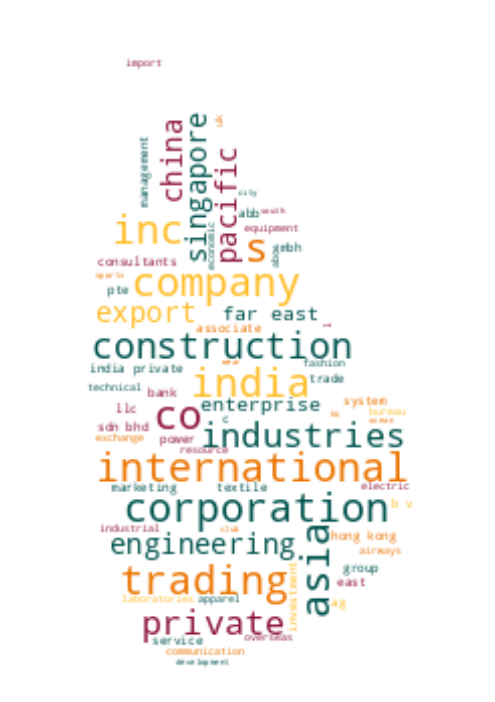 import
uk
china
singapore
management
pacific
city
abb
south
inc
economic
s
equipment
gmbh
consultants
sports
company
pte
export
far east
associate
construction
fashion
india private
india
trade
technical
bank
system
llc
co
enterprise
bureau
sdn bhd
c
exchange
power
industries
resource
international
marketing
textile
electric
corporation
b v
industrial
club
asia
hong kong
engineering
airways
group
trading
investment
east
laboratories
apparel
ag
private
service
overseas
communication
development